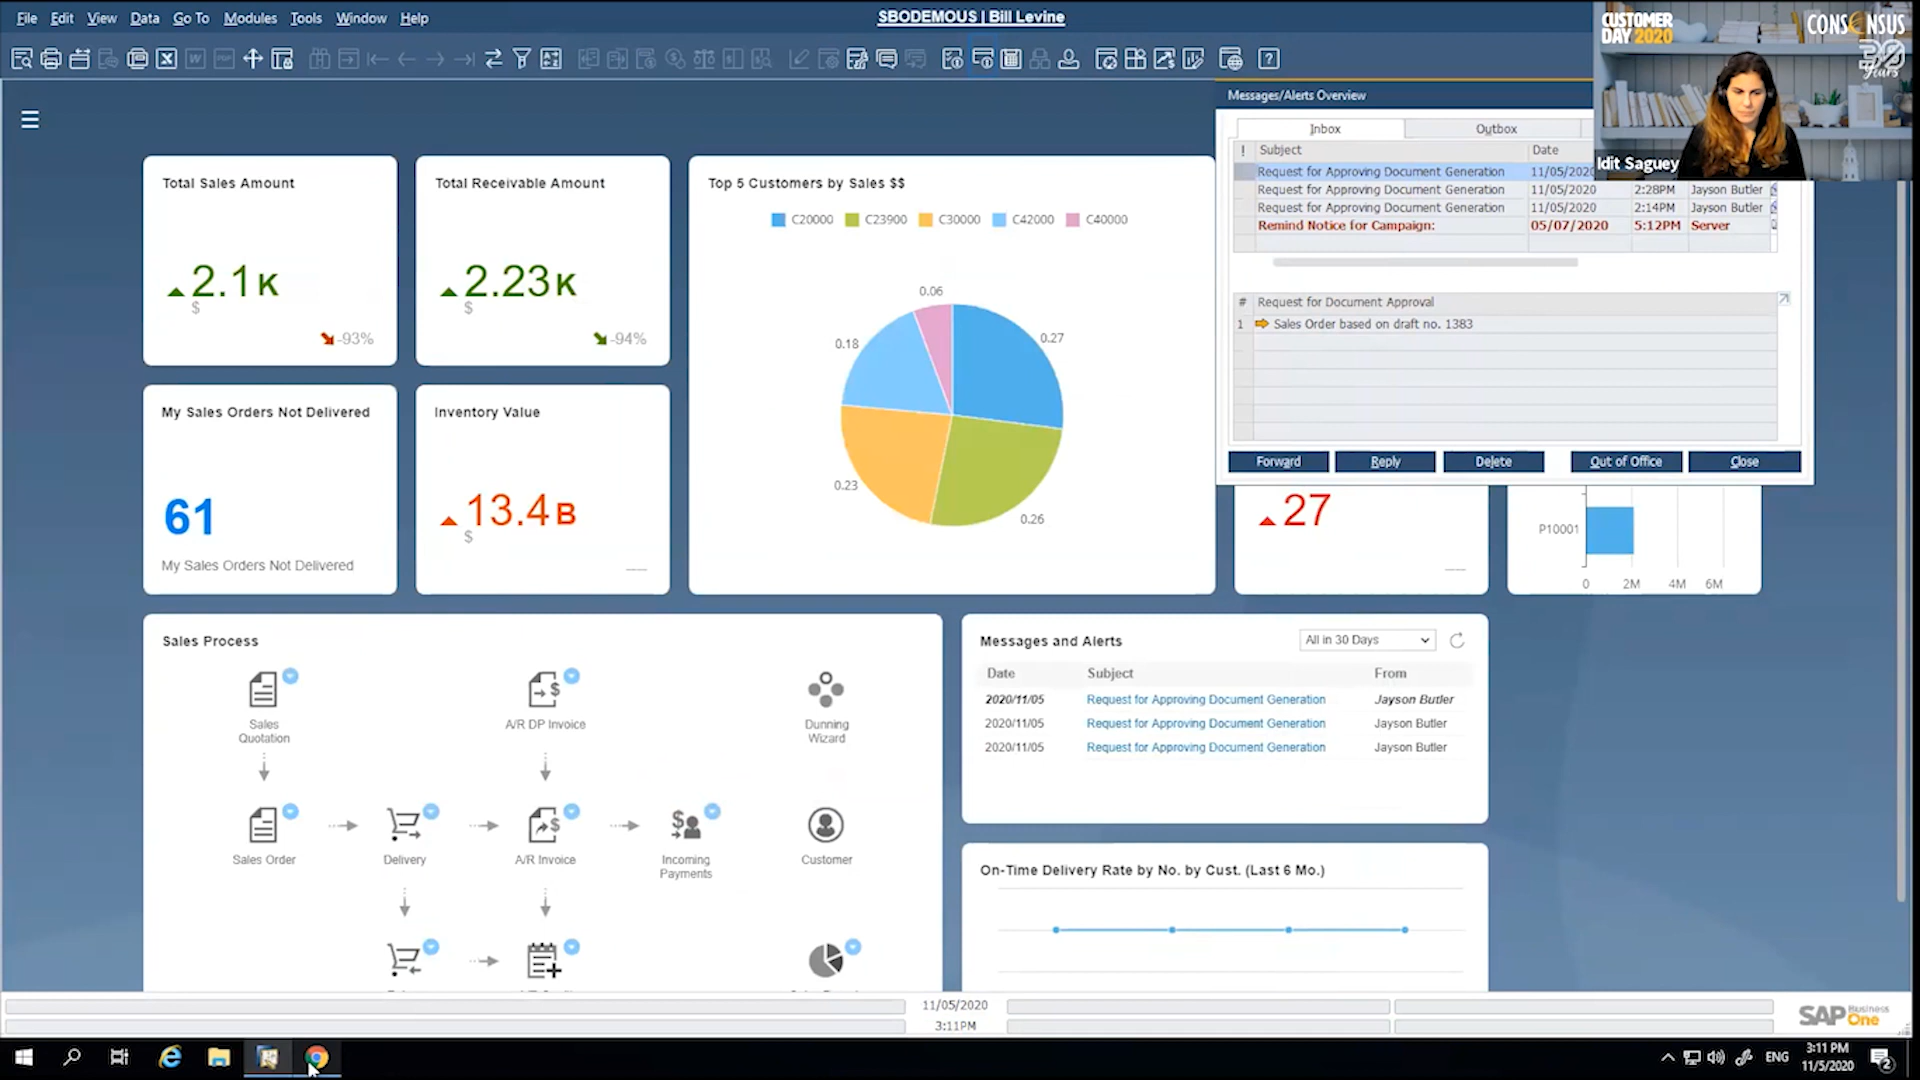 File Edit View Data Go To Modules Tools Window Help
SBODEMOUS | Bill Levine
CUSTOMER
DAY 2020
CONSENSUS
30
Years
Idit Saguey
Messages/Alerts Overview
Inbox Outbox
! Subject Date
Request for Approving Document Generation 11/05/2020
Request for Approving Document Generation 11/05/2020 2:28PM Jayson Butler
Request for Approving Document Generation 11/05/2020 2:14PM Jayson Butler
Remind Notice for Campaign: 05/07/2020 5:12PM Server
# Request for Document Approval
1 Sales Order based on draft no. 1383
Forward Reply Delete Out of Office Close
Total Sales Amount
2.1 K
$
-93%
Total Receivable Amount
2.23 K
$
-94%
Top 5 Customers by Sales $$
C20000 C23900 C30000 C42000 C40000
0.06
0.27
0.18
0.23
0.26
My Sales Orders Not Delivered
61
My Sales Orders Not Delivered
Inventory Value
13.4 B
$
27
P10001
0 2M 4M 6M
Sales Process
Sales
Quotation
A/R DP Invoice
Dunning
Wizard
Sales Order
Delivery
A/R Invoice
Incoming
Payments
Customer
Messages and Alerts
All in 30 Days
Date Subject From
2020/11/05 Request for Approving Document Generation Jayson Butler
2020/11/05 Request for Approving Document Generation Jayson Butler
2020/11/05 Request for Approving Document Generation Jayson Butler
On-Time Delivery Rate by No. by Cust. (Last 6 Mo.)
11/05/2020
3:11PM
SAP Business
One
ENG
3:11 PM
11/5/2020
2